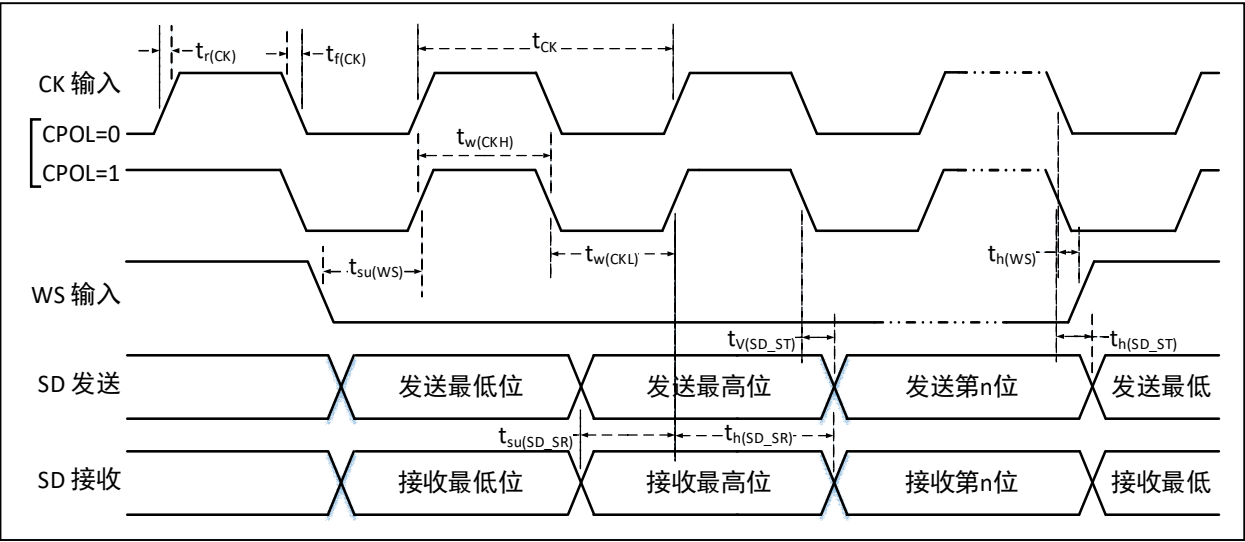 tr(CK)
tf(CK)
tCK
CK 输入
CPOL=0
tw(CKH)
CPOL=1
tsu(WS)
tw(CKL)
th(WS)
WS 输入
tV(SD_ST)
th(SD_ST)
SD 发送
发送最低位
发送最高位
发送第n位
发送最低
tsu(SD_SR)
th(SD_SR)
SD 接收
接收最低位
接收最高位
接收第n位
接收最低